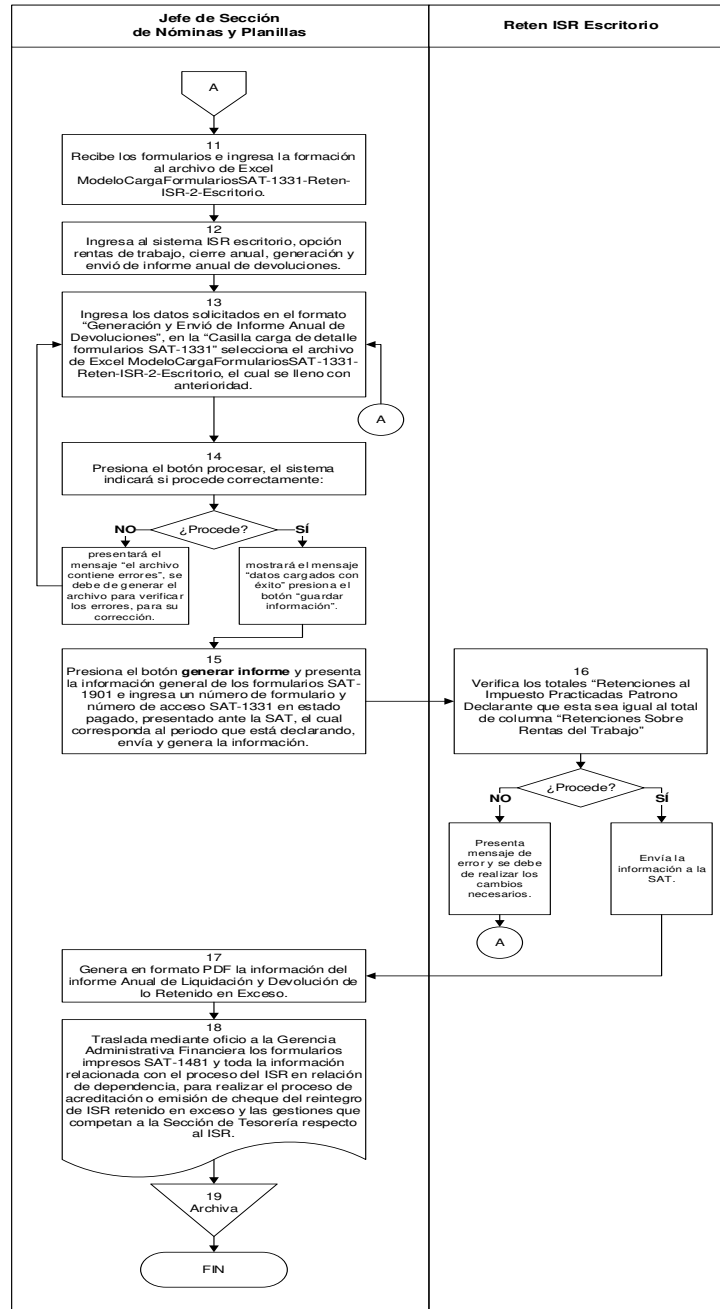 Jefe de Sección
de Nóminas y Planillas
Reten ISR Escritorio
A
11
Recibe los formularios e ingresa la formación
al archivo de Excel
ModeloCargaFormulariosSAT-1331-Reten-
ISR-2-Escritorio.
12
Ingresa al sistema ISR escritorio, opción
rentas de trabajo, cierre anual, generación y
envió de informe anual de devoluciones.
13
Ingresa los datos solicitados en el formato
“Generación y Envió de Informe Anual de
Devoluciones”, en la “Casilla carga de detalle
formularios SAT-1331” selecciona el archivo
de Excel ModeloCargaFormulariosSAT-1331-
Reten-ISR-2-Escritorio, el cual se lleno con
anterioridad.
A
14
Presiona el botón procesar, el sistema
indicará si procede correctamente:
NO
¿Procede?
SÍ
presentará el
mensaje “el archivo
contiene errores”, se
debe de generar el
archivo para verificar
los errores, para su
corrección.
mostrará el mensaje
“datos cargados con
éxito” presiona el
botón “guardar
información”.
15
Presiona el botón generar informe y presenta
la información general de los formularios SAT-
1901 e ingresa un número de formulario y
número de acceso SAT-1331 en estado
pagado, presentado ante la SAT, el cual
corresponda al periodo que está declarando,
envía y genera la información.
16
Verifica los totales “Retenciones al
Impuesto Practicadas Patrono
Declarante que esta sea igual al total
de columna “Retenciones Sobre
Rentas del Trabajo”
¿Procede?
NO
SÍ
Presenta
mensaje de
error y se debe
de realizar los
cambios
necesarios.
Envía la
información a la
SAT.
A
17
Genera en formato PDF la información del
informe Anual de Liquidación y Devolución de
lo Retenido en Exceso.
18
Traslada mediante oficio a la Gerencia
Administrativa Financiera los formularios
impresos SAT-1481 y toda la información
relacionada con el proceso del ISR en relación
de dependencia, para realizar el proceso de
acreditación o emisión de cheque del reintegro
de ISR retenido en exceso y las gestiones que
competan a la Sección de Tesorería respecto
al ISR.
19
Archiva
FIN